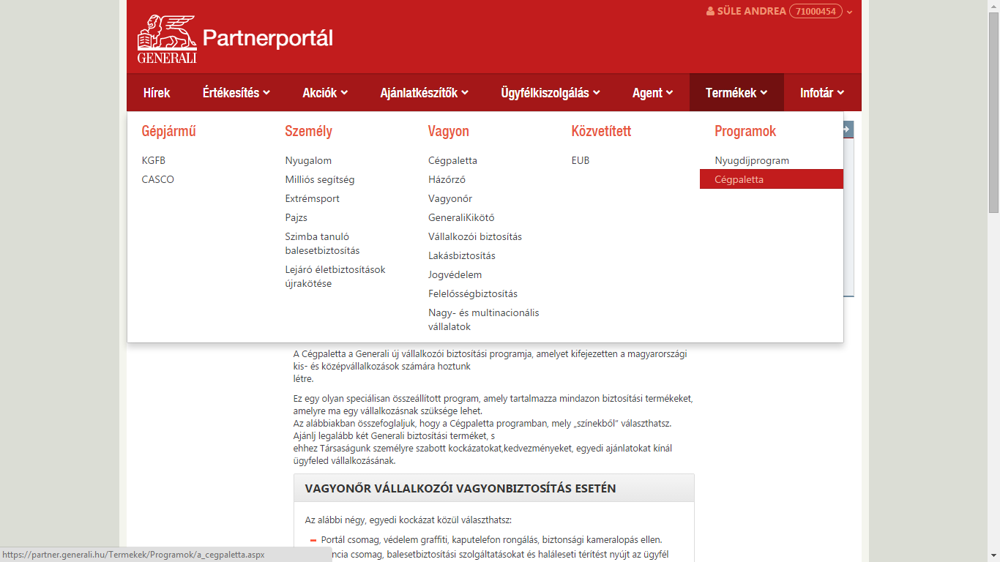 SÜLE ANDREA 71000454
GENERALI
Partnerportál
Hírek Értékesítés Akciók Ajánlatkészítők Ügyfélkiszolgálás Agent Termékek Infotár
Gépjármű
KGFB
CASCO
Személy
Nyugalom
Milliós segítség
Extrémsport
Pajzs
Szimba tanuló
balesetbiztosítás
Lejáró életbiztosítások
újrakötése
Vagyon
Cégpaletta
Házőrző
Vagyonőr
GeneraliKikötő
Vállalkozói biztosítás
Lakásbiztosítás
Jogvédelem
Felelősségbiztosítás
Nagy- és multinacionális
vállalatok
Közvetített
EUB
Programok
Nyugdíjprogram
Cégpaletta
A Cégpaletta a Generali új vállalkozói biztosítási programja, amelyet kifejezetten a magyarországi
kis- és középvállalkozások számára hoztunk
létre.
Ez egy olyan speciálisan összeállított program, amely tartalmazza mindazon biztosítási termékeket,
amelyre ma egy vállalkozásnak szüksége lehet.
Az alábbiakban összefoglaljuk, hogy a Cégpaletta programban, mely „színekből” választhatsz.
Ajánlj legalább két Generali biztosítási terméket, s
ehhez Társaságunk személyre szabott kockázatokat,kedvezményeket, egyedi ajánlatokat kínál
ügyfeled vállalkozásának.
VAGYONŐR VÁLLALKOZÓI VAGYONBIZTOSÍTÁS ESETÉN
Az alábbi négy, egyedi kockázat közül választhatsz:
Portál csomag, védelem graffiti, kaputelefon rongálás, biztonsági kameralopás ellen.
ncia csomag, balesetbiztosítási szolgáltatásokat és haláleseti térítést nyújt az ügyfél
https://partner.generali.hu/Termekek/Programok/a_cegpaletta.aspx